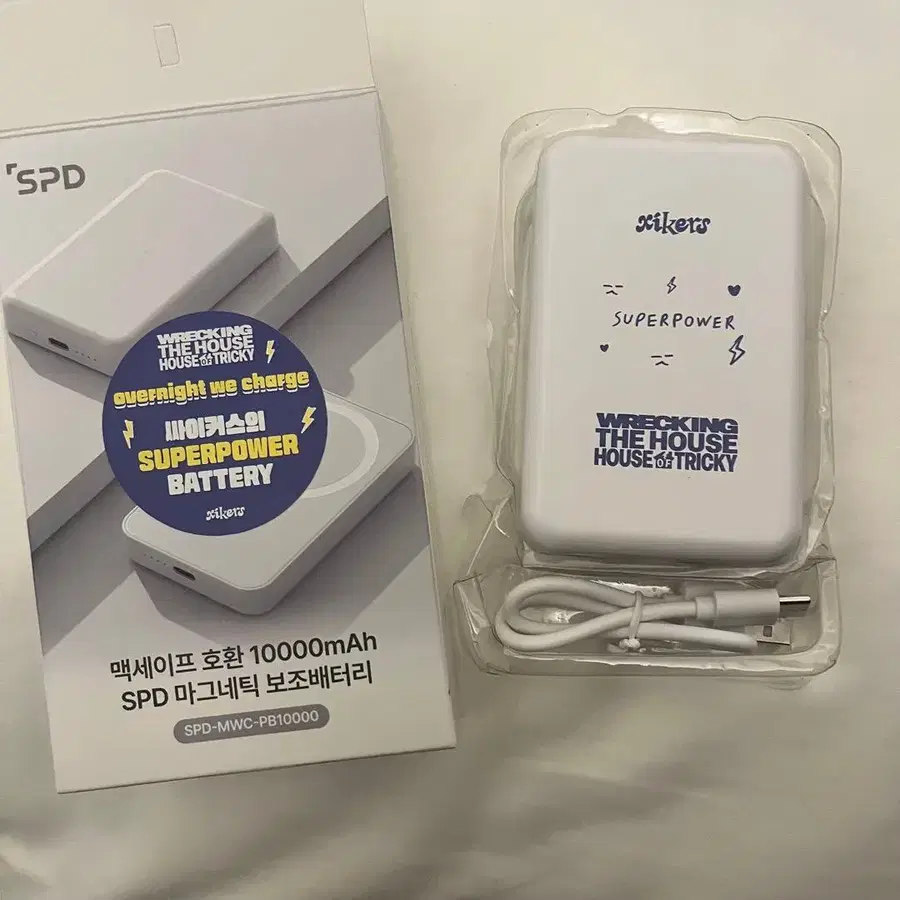 SPD
WRECKING
THE HOUSE
HOUSE OF TRICKY
overnight we charge
싸이커스의
SUPERPOWER
BATTERY
xikers
맥세이프 호환 10000mAh
SPD 마그네틱 보조배터리
SPD-MWC-PB10000
xikers
SUPERPOWER
WRECKING
THE HOUSE
HOUSE OF TRICKY